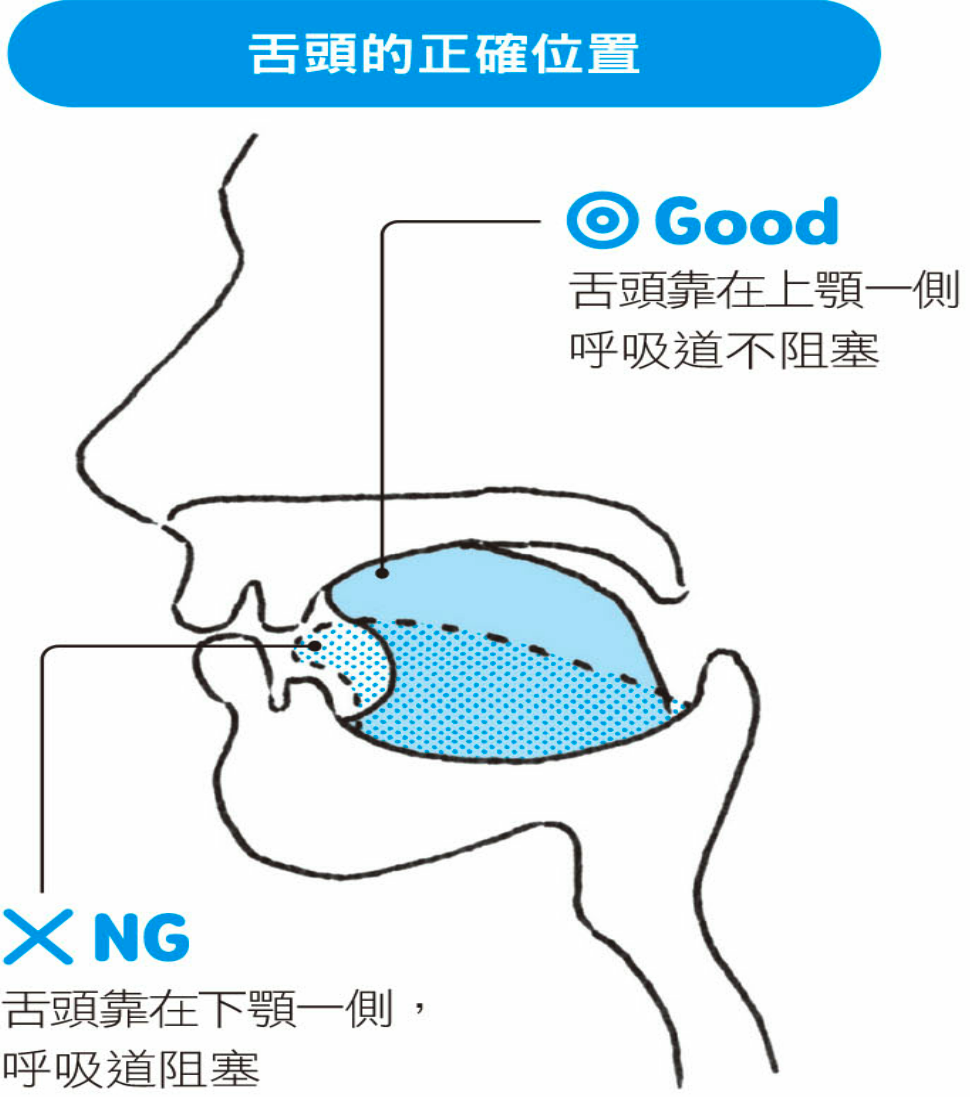 舌頭的正確位置
◎ Good
舌頭靠在上顎一側
呼吸道不阻塞
× NG
舌頭靠在下顎一側，
呼吸道阻塞